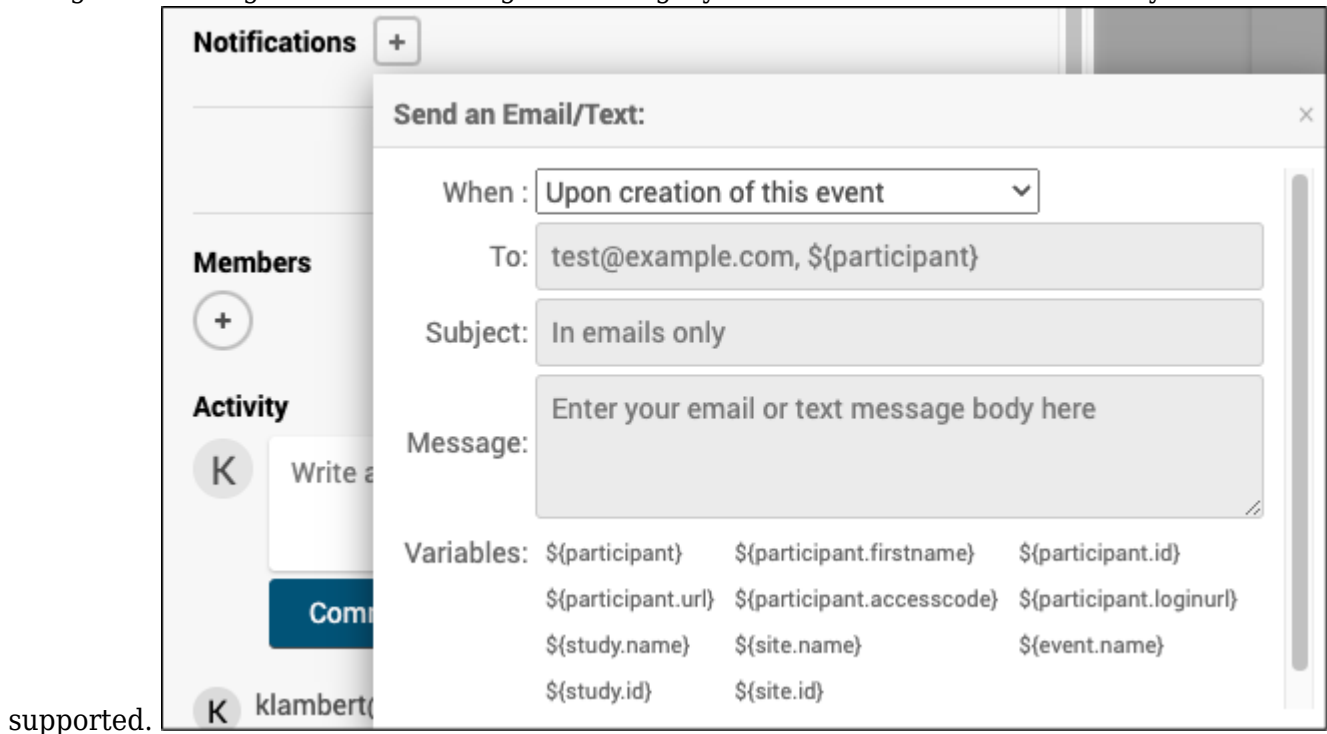 Notifications +
Send an Email/Text: ×
When : Upon creation of this event
To: test@example.com, ${participant}
Members
+
Subject: In emails only
Activity
Enter your email or text message body here
Message:
K Write a
Variables: ${participant} ${participant.firstname} ${participant.id}
${participant.url} ${participant.accesscode} ${participant.loginurl}
Com
${study.name} ${site.name} ${event.name}
${study.id} ${site.id}
K klambert(
supported.